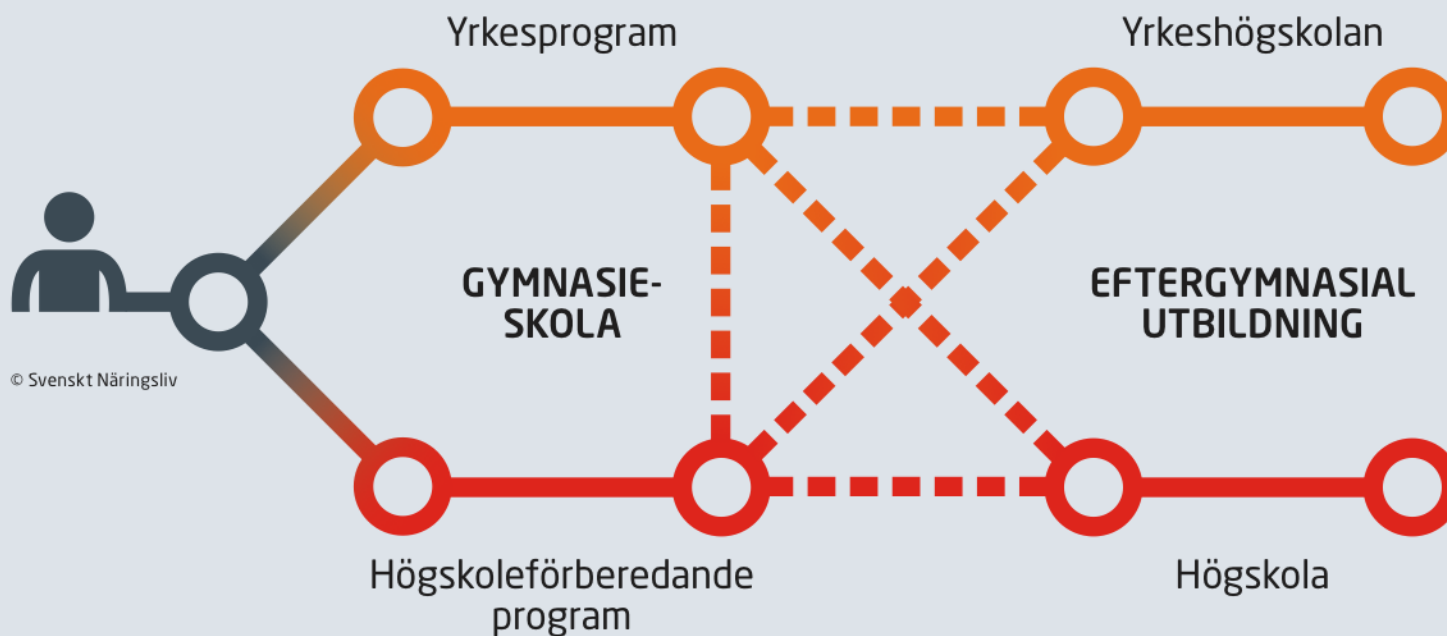 Yrkesprogram
Yrkeshögskolan
GYMNASIE-
SKOLA
EFTERGYMNASIAL
UTBILDNING
© Svenskt Näringsliv
Högskoleförberedande
program
Högskola